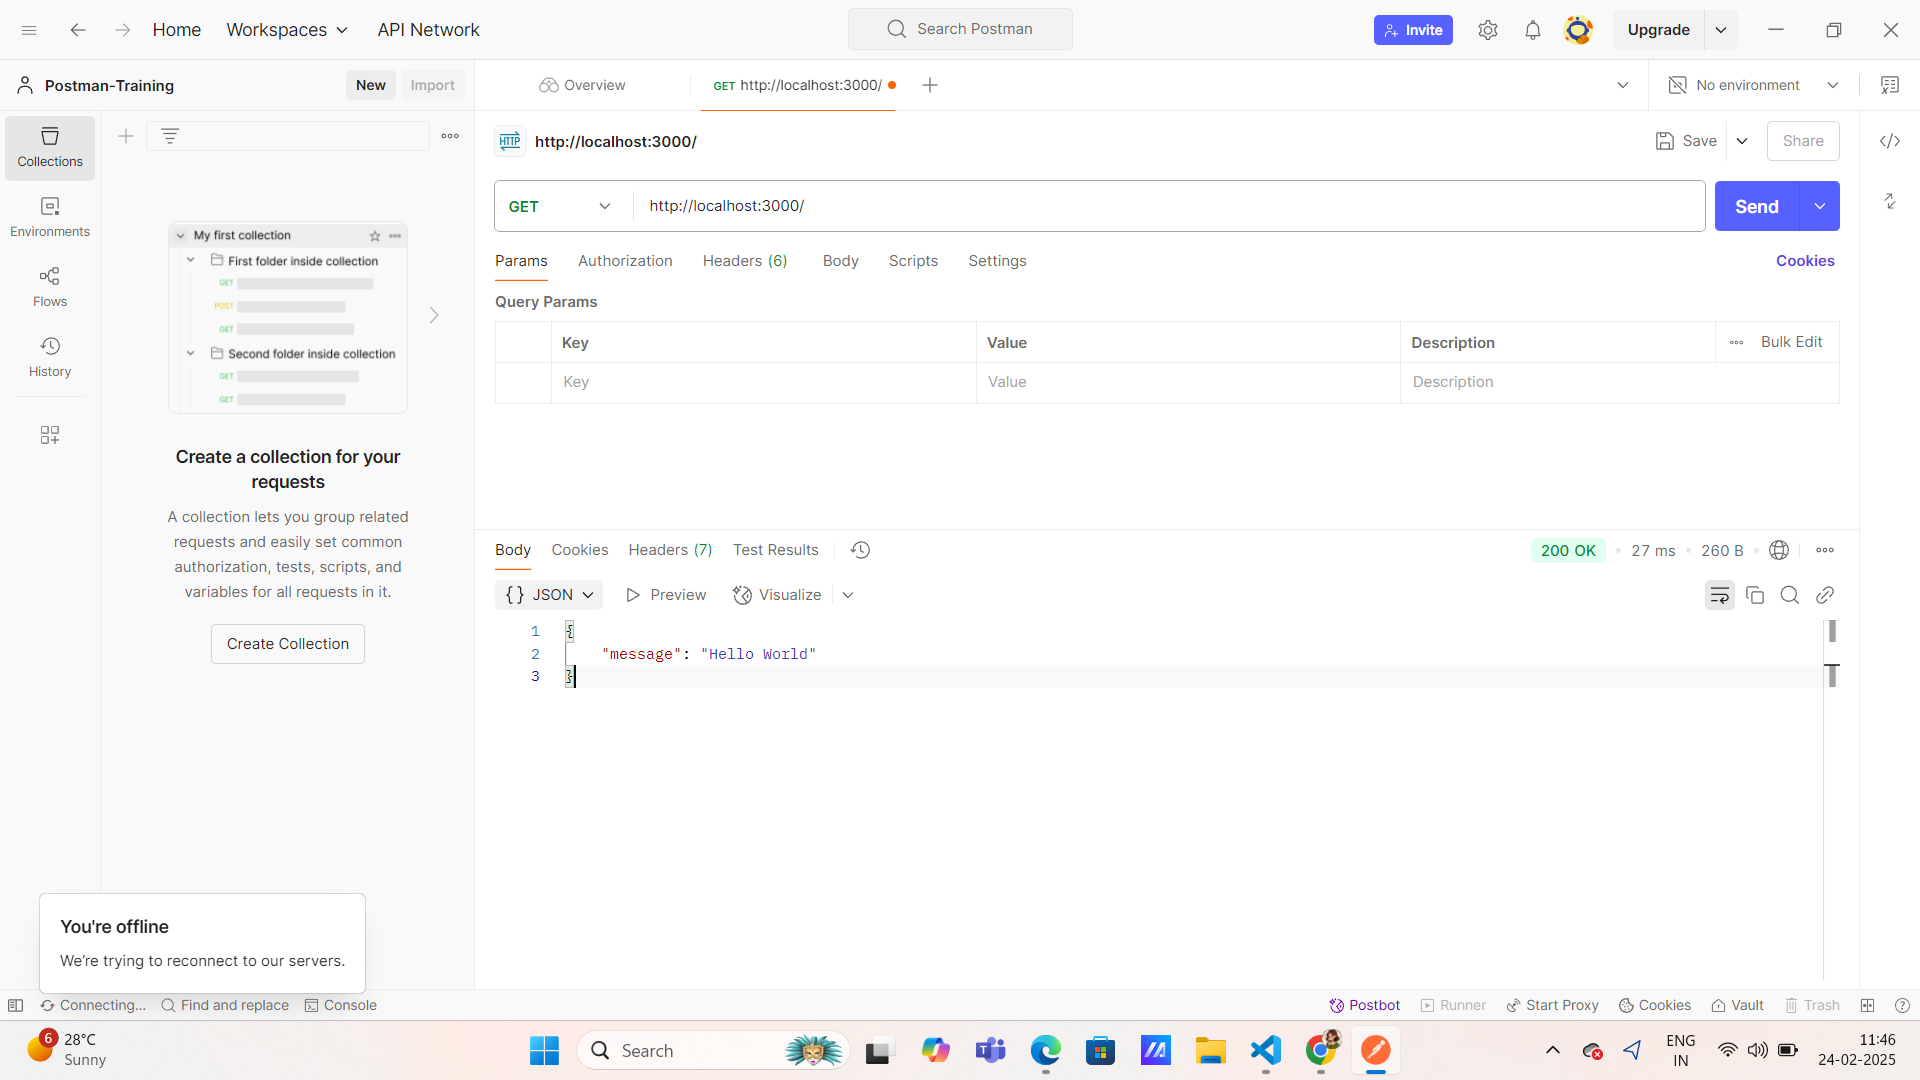 Home
Workspaces
API Network
Search Postman
Invite
Upgrade
Postman-Training
New
Import
Overview
GET http://localhost:3000/
No environment
Collections
Environments
Flows
History
My first collection
First folder inside collection
GET
POST
GET
Second folder inside collection
GET
GET
Create a collection for your
requests
A collection lets you group related
requests and easily set common
authorization, tests, scripts, and
variables for all requests in it.
Create Collection
HTTP
http://localhost:3000/
Save
Share
GET
http://localhost:3000/
Send
Params
Authorization
Headers (6)
Body
Scripts
Settings
Cookies
Query Params
Key
Value
Description
Bulk Edit
Key
Value
Description
Body
Cookies
Headers (7)
Test Results
200 OK
27 ms
260 B
{} JSON
Preview
Visualize
1 {
2 "message": "Hello World"
3 }
You're offline
We're trying to reconnect to our servers.
Connecting...
Find and replace
Console
Postbot
Runner
Start Proxy
Cookies
Vault
Trash
6
28°C
Sunny
Search
ENG
IN
11:46
24-02-2025